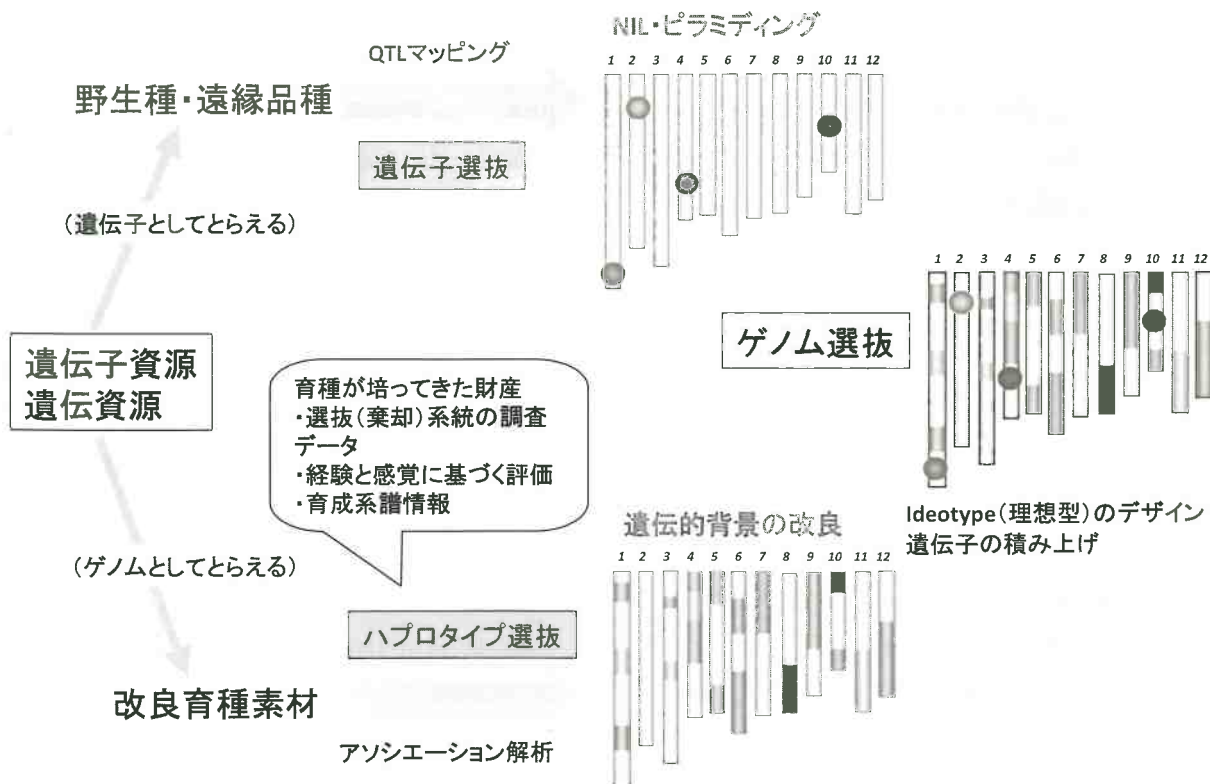 NIL・ピラミディング
QTLマッピング
1 2 3 4 5 6 7 8 9 10 11 12
野生種・遠縁品種
遺伝子選抜
(遺伝子としてとらえる)
1 2 3 4 5 6 7 8 9 10 11 12
ゲノム選抜
遺伝子資源
遺伝資源
育種が培ってきた財産
・選抜(棄却)系統の調査
データ
・経験と感覚に基づく評価
・育成系譜情報
Ideotype(理想型)のデザイン
遺伝子の積み上げ
遺伝的背景の改良
1 2 3 4 5 6 7 8 9 10 11 12
(ゲノムとしてとらえる)
ハプロタイプ選抜
改良育種素材
アソシエーション解析